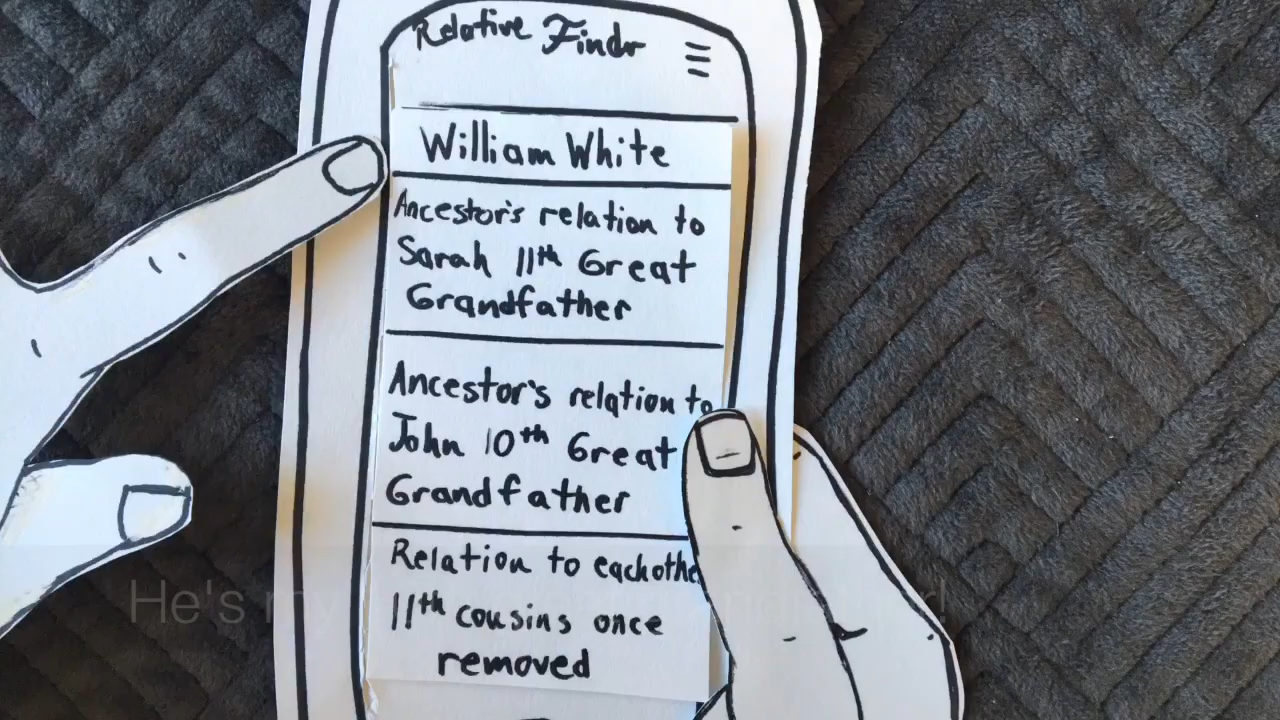 Relative Findr
William White
Ancestor's relation to
Sarah 11th Great
Grandfather
Ancestor's relation to
John 10th Great
Grandfather
Relation to eachothe
11th cousins once
removed
He's my